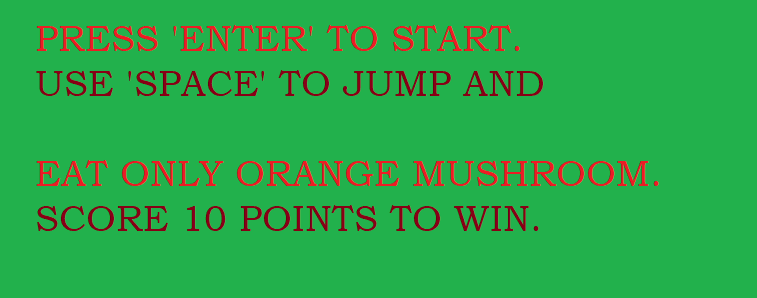 PRESS 'ENTER' TO START.
USE 'SPACE' TO JUMP AND
EAT ONLY ORANGE MUSHROOM.
SCORE 10 POINTS TO WIN.